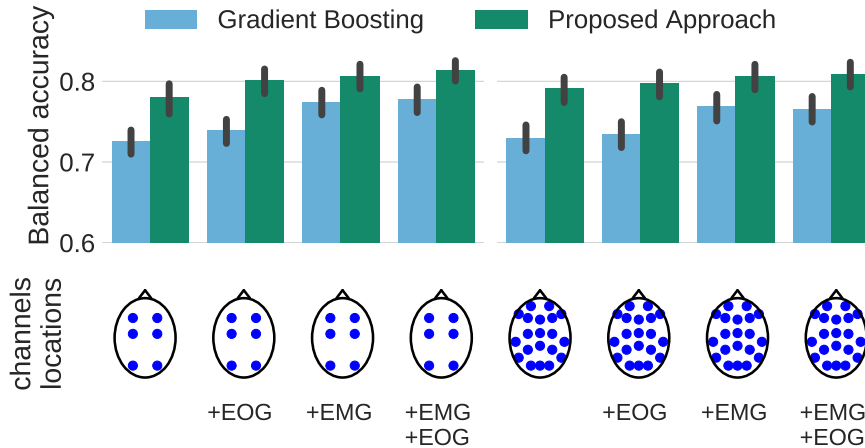 Gradient Boosting
Proposed Approach
Balanced accuracy
0.8
0.7
0.6
channels
locations
+EOG
+EMG
+EMG
+EOG
+EOG
+EMG
+EMG
+EOG